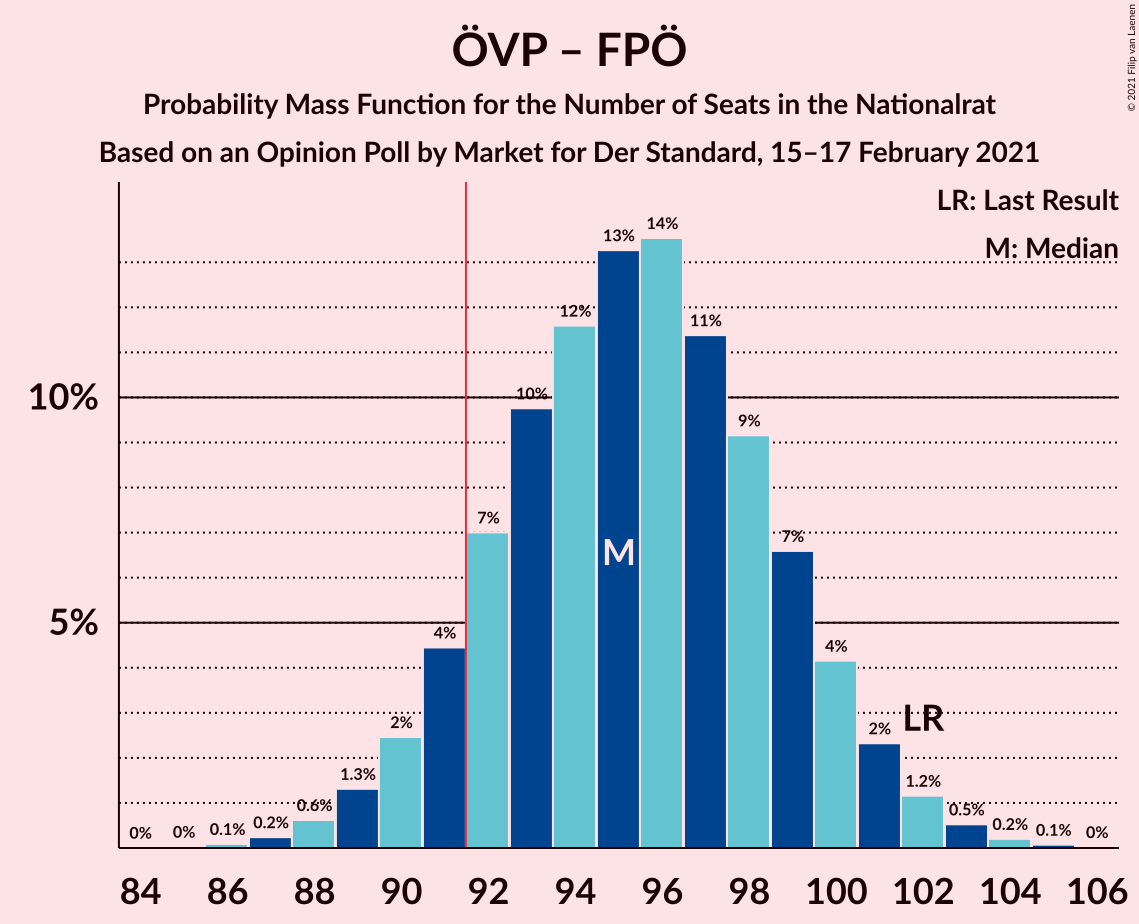 ÖVP – FPÖ
Probability Mass Function for the Number of Seats in the Nationalrat
Based on an Opinion Poll by Market for Der Standard, 15–17 February 2021
© 2021 Filip van Laenen
LR: Last Result
M: Median
10%
5%
0%
0%
0.1%
0.2%
0.6%
1.3%
2%
4%
7%
10%
12%
13%
14%
11%
9%
7%
4%
2%
1.2%
0.5%
0.2%
0.1%
0%
M
LR
84 86 88 90 92 94 96 98 100 102 104 106